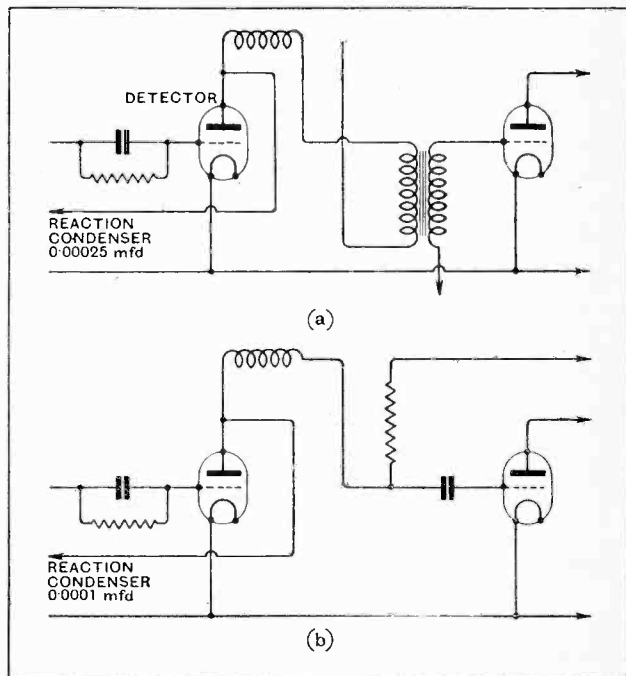 DETECTOR
REACTION
CONDENSER
0·00025 mfd
(a)
REACTION
CONDENSER
0·0001 mfd
(b)